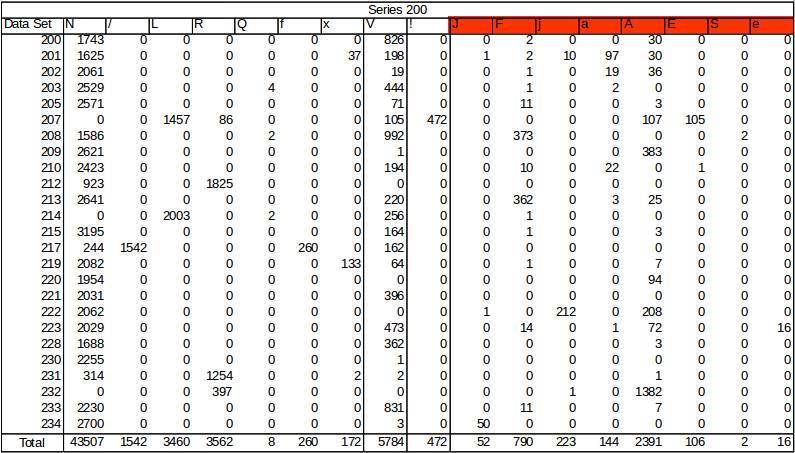 Series 200
Data Set N / L R Q f x V ! J F j a A E S e
200 1743 0 0 0 0 0 0 826 0 0 2 0 0 30 0 0 0
201 1625 0 0 0 0 0 37 198 0 1 2 10 97 30 0 0 0
202 2061 0 0 0 0 0 0 19 0 0 1 0 19 36 0 0 0
203 2529 0 0 0 4 0 0 444 0 0 1 0 2 0 0 0 0
205 2571 0 0 0 0 0 0 71 0 0 11 0 0 3 0 0 0
207 0 0 1457 86 0 0 0 105 472 0 0 0 0 107 105 0 0
208 1586 0 0 0 2 0 0 992 0 0 373 0 0 0 0 2 0
209 2621 0 0 0 0 0 0 1 0 0 0 0 0 383 0 0 0
210 2423 0 0 0 0 0 0 194 0 0 10 0 22 0 1 0 0
212 923 0 0 1825 0 0 0 0 0 0 0 0 0 0 0 0 0
213 2641 0 0 0 0 0 0 220 0 0 362 0 3 25 0 0 0
214 0 0 2003 0 2 0 0 256 0 0 1 0 0 0 0 0 0
215 3195 0 0 0 0 0 0 164 0 0 1 0 0 3 0 0 0
217 244 1542 0 0 0 260 0 162 0 0 0 0 0 0 0 0 0
219 2082 0 0 0 0 0 133 64 0 0 1 0 0 7 0 0 0
220 1954 0 0 0 0 0 0 0 0 0 0 0 0 94 0 0 0
221 2031 0 0 0 0 0 0 396 0 0 0 0 0 0 0 0 0
222 2062 0 0 0 0 0 0 0 0 1 0 212 0 208 0 0 0
223 2029 0 0 0 0 0 0 473 0 0 14 0 1 72 0 0 16
228 1688 0 0 0 0 0 0 362 0 0 0 0 0 3 0 0 0
230 2255 0 0 0 0 0 0 1 0 0 0 0 0 0 0 0 0
231 314 0 0 1254 0 0 2 2 0 0 0 0 0 1 0 0 0
232 0 0 0 397 0 0 0 0 0 0 0 1 0 1382 0 0 0
233 2230 0 0 0 0 0 0 831 0 0 11 0 0 7 0 0 0
234 2700 0 0 0 0 0 0 3 0 50 0 0 0 0 0 0 0
Total 43507 1542 3460 3562 8 260 172 5784 472 52 790 223 144 2391 106 2 16